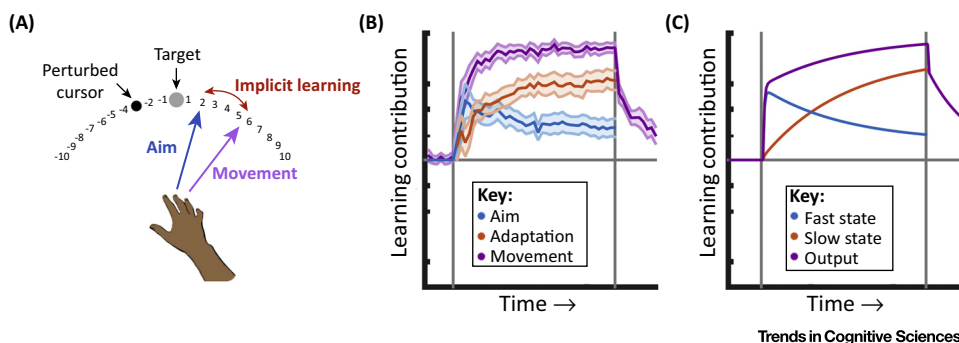 (A)
Target
Perturbed
cursor
Implicit learning
-10
-9
-8
-7
-6
-5
-4
-2
-1
1
2
3
4
5
6
7
8
9
10
Aim
Movement
(B)
Learning contribution
Key:
Aim
Adaptation
Movement
Time →
(C)
Learning contribution
Key:
Fast state
Slow state
Output
Time →
Trends in Cognitive Sciences